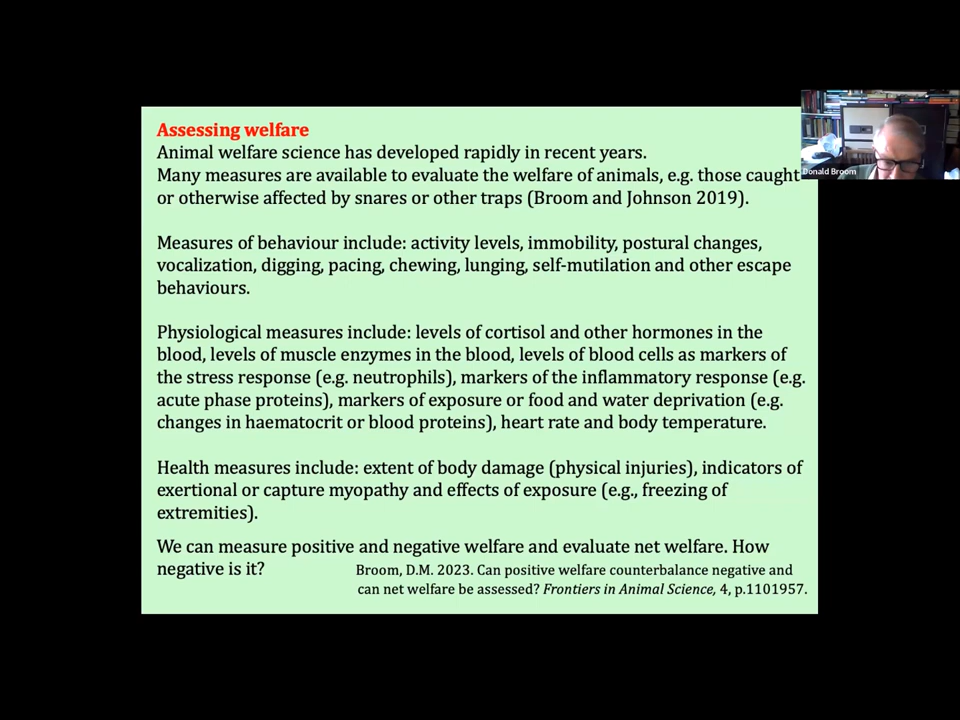 Assessing welfare
Animal welfare science has developed rapidly in recent years.
Many measures are available to evaluate the welfare of animals, e.g. those caught
or otherwise affected by snares or other traps (Broom and Johnson 2019).
Measures of behaviour include: activity levels, immobility, postural changes,
vocalization, digging, pacing, chewing, lunging, self-mutilation and other escape
behaviours.
Physiological measures include: levels of cortisol and other hormones in the
blood, levels of muscle enzymes in the blood, levels of blood cells as markers of
the stress response (e.g. neutrophils), markers of the inflammatory response (e.g.
acute phase proteins), markers of exposure or food and water deprivation (e.g.
changes in haematocrit or blood proteins), heart rate and body temperature.
Health measures include: extent of body damage (physical injuries), indicators of
exertional or capture myopathy and effects of exposure (e.g., freezing of
extremities).
We can measure positive and negative welfare and evaluate net welfare. How
negative is it?
Broom, D.M. 2023. Can positive welfare counterbalance negative and
can net welfare be assessed? Frontiers in Animal Science, 4, p.1101957.
Donald Broom